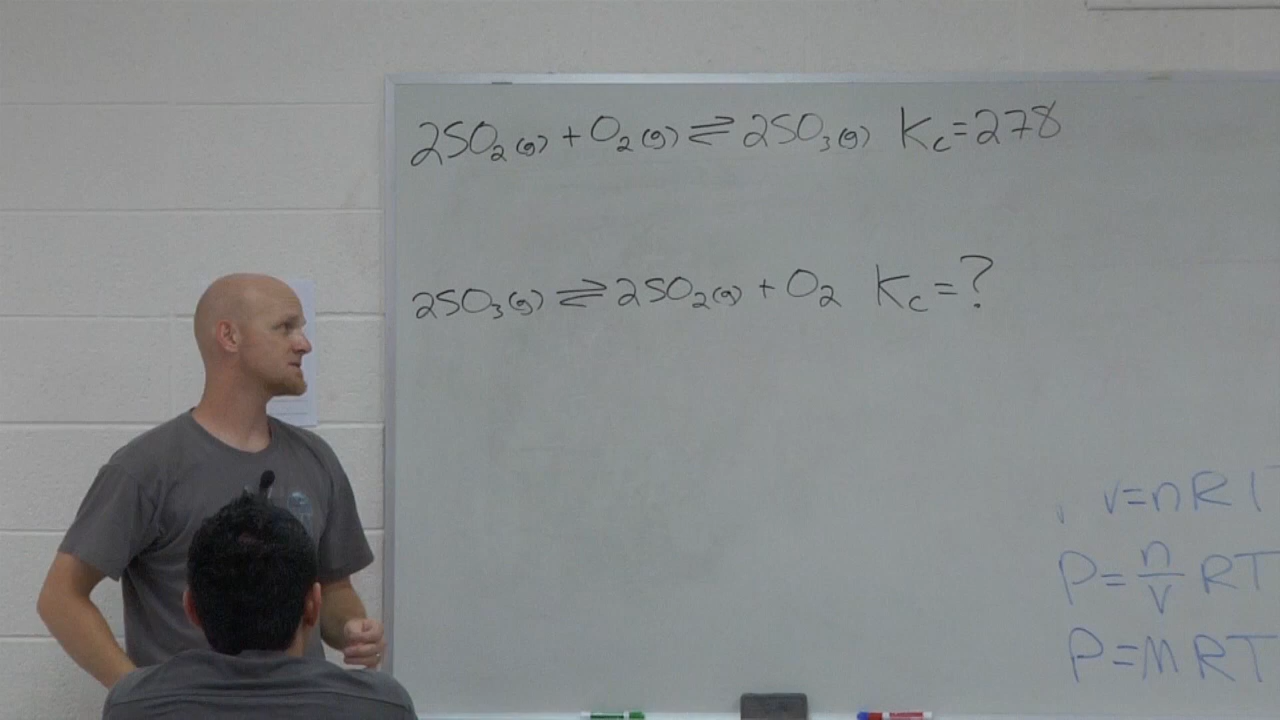 2SO₂(g) + O₂(g) ⇌ 2SO₃(g) Kc = 278
2SO₃(g) ⇌ 2SO₂(g) + O₂ Kc = ?
v = nRT
P = n/v RT
P = MRT